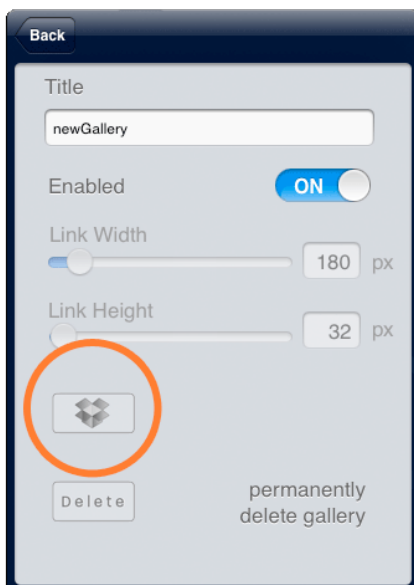 Back
Title
newGallery
Enabled
ON
Link Width
180 px
Link Height
32 px
Delete
permanently
delete gallery